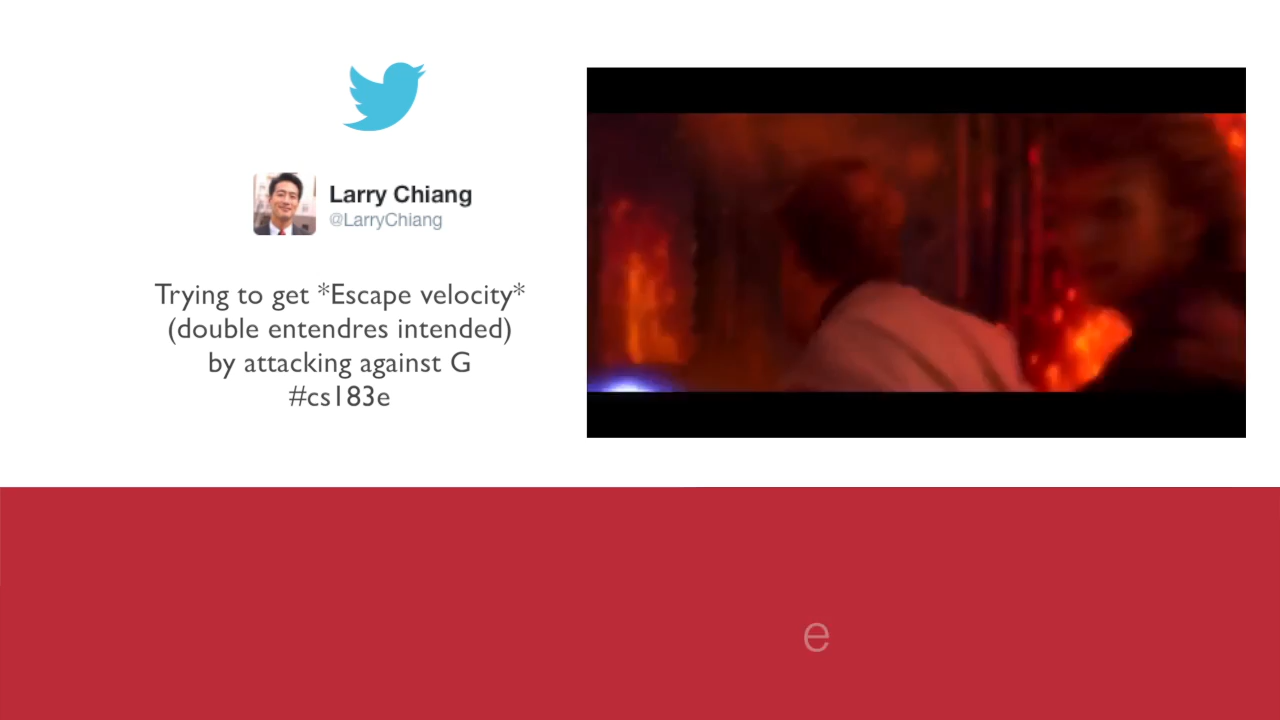 Larry Chiang
@LarryChiang
Trying to get *Escape velocity*
(double entendres intended)
by attacking against G
#cs183e
e